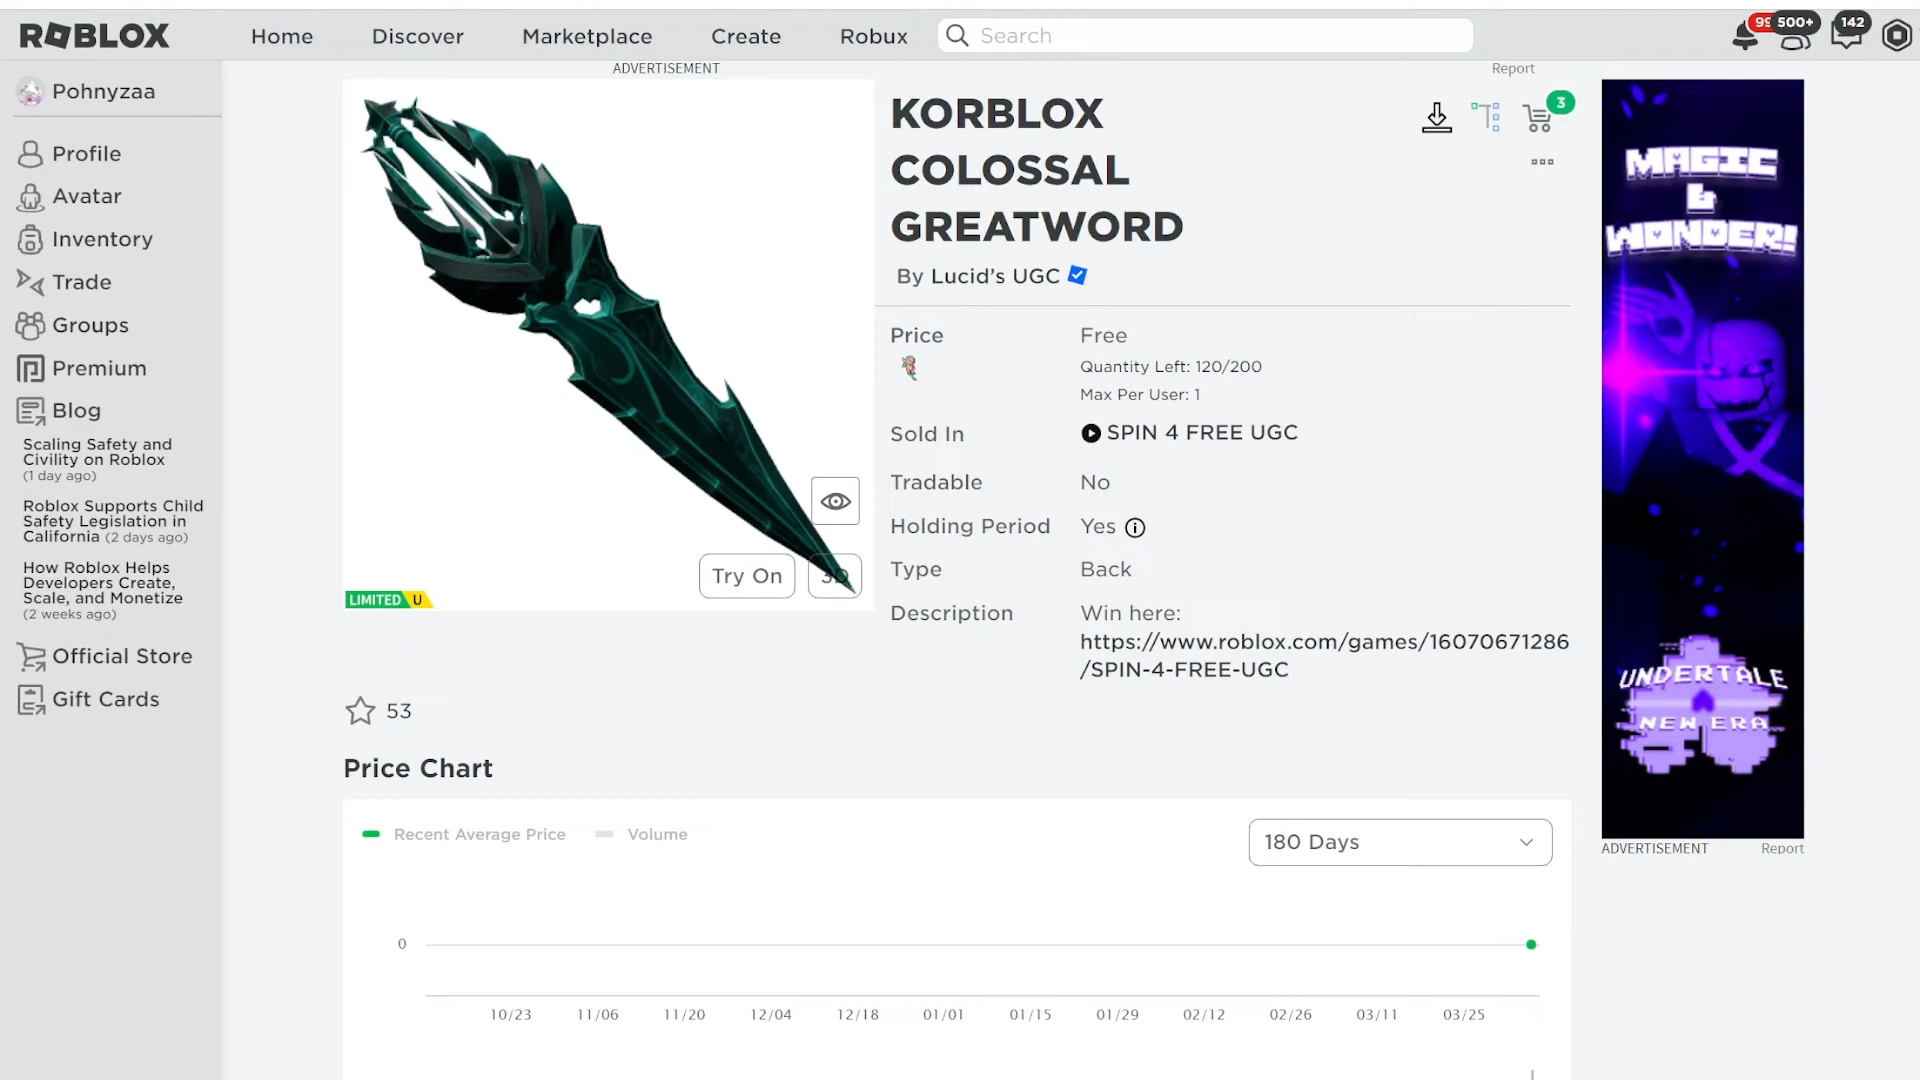 ROBLOX
Home
Discover
Marketplace
Create
Robux
Search
99
500+
142
Pohnyzaa
Profile
Avatar
Inventory
Trade
Groups
Premium
Blog
Scaling Safety and
Civility on Roblox
(1 day ago)
Roblox Supports Child
Safety Legislation in
California (2 days ago)
How Roblox Helps
Developers Create,
Scale, and Monetize
(2 weeks ago)
Official Store
Gift Cards
ADVERTISEMENT
Report
KORBLOX
COLOSSAL
GREATWORD
3
By Lucid's UGC
Price
Free
Quantity Left: 120/200
Max Per User: 1
Sold In
SPIN 4 FREE UGC
Tradable
No
Holding Period
Yes
Type
Back
Description
Win here:
https://www.roblox.com/games/16070671286
/SPIN-4-FREE-UGC
Try On
3D
LIMITED U
53
Price Chart
Recent Average Price
Volume
180 Days
0
10/23
11/06
11/20
12/04
12/18
01/01
01/15
01/29
02/12
02/26
03/11
03/25
MAGIC
&
WONDER!
UNDERTALE
NEW ERA
ADVERTISEMENT
Report